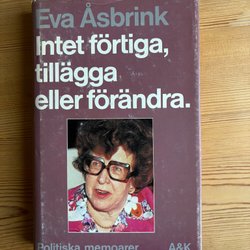 Eva Åsbrink
Intet förtiga,
tillägga
eller förändra.
Politiska memoarer A&K